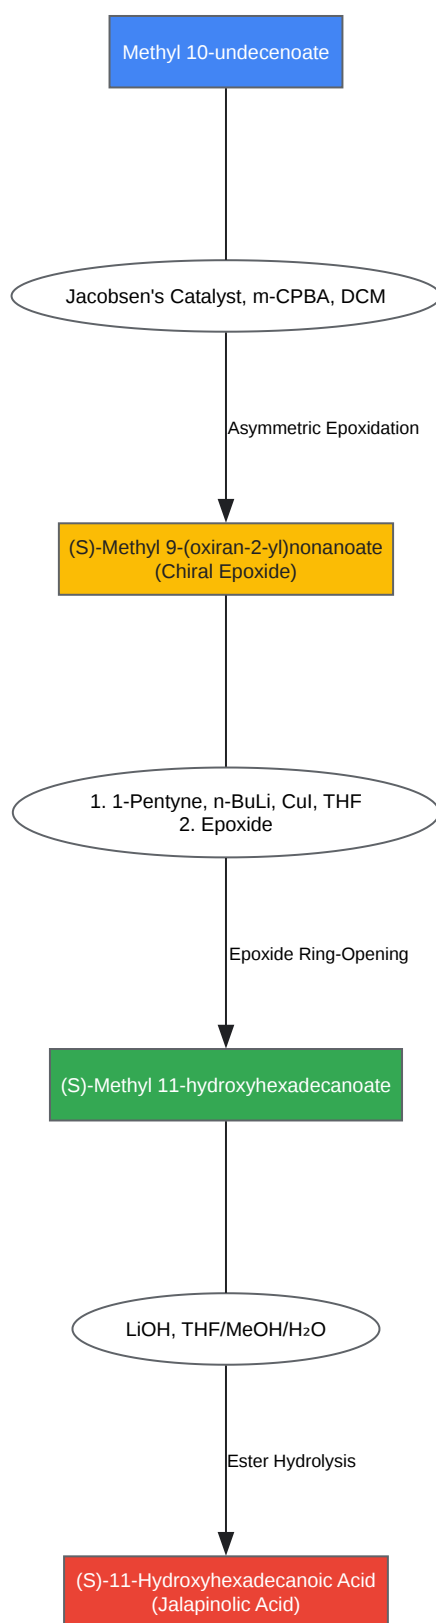 Methyl 10-undecenoate
Jacobsen's Catalyst, m-CPBA, DCM
Asymmetric Epoxidation
(S)-Methyl 9-(oxiran-2-yl)nonanoate
(Chiral Epoxide)
1. 1-Pentyne, n-BuLi, CuI, THF
2. Epoxide
Epoxide Ring-Opening
(S)-Methyl 11-hydroxyhexadecanoate
LiOH, THF/MeOH/H₂O
Ester Hydrolysis
(S)-11-Hydroxyhexadecanoic Acid
(Jalapinolic Acid)